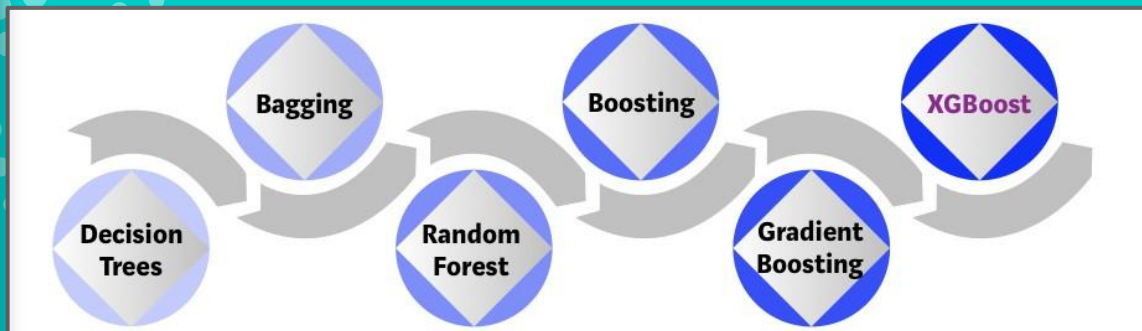 Decision
Trees
Bagging
Random
Forest
Boosting
Gradient
Boosting
XGBoost